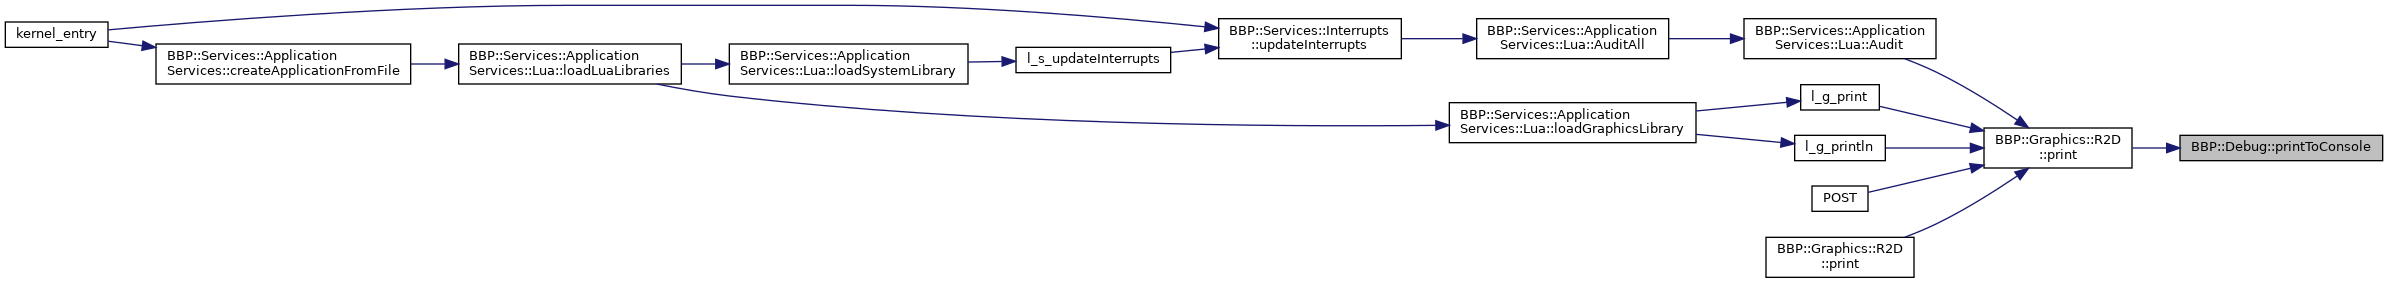 kernel_entry
BBP::Services::Application
Services::createApplicationFromFile
BBP::Services::Application
Services::Lua::loadLuaLibraries
BBP::Services::Application
Services::Lua::loadSystemLibrary
l_s_updateInterrupts
BBP::Services::Interrupts
::updateInterrupts
BBP::Services::Application
Services::Lua::AuditAll
BBP::Services::Application
Services::Lua::Audit
BBP::Services::Application
Services::Lua::loadGraphicsLibrary
l_g_print
l_g_println
POST
BBP::Graphics::R2D
::print
BBP::Graphics::R2D
::print
BBP::Debug::printToConsole